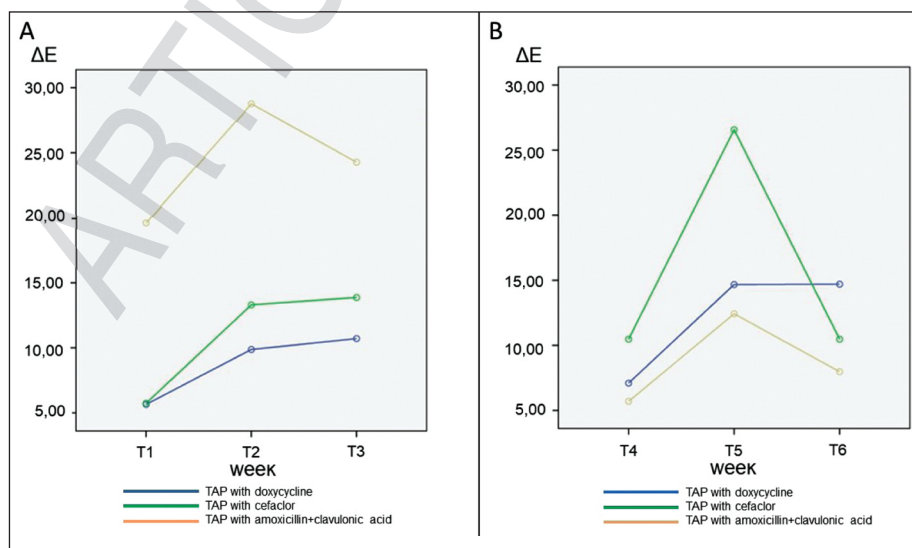 ARTIC
A
ΔE
30,00
25,00
20,00
15,00
10,00
5,00
T1 T2 T3
week
TAP with doxycycline
TAP with cefaclor
TAP with amoxicillin+clavulonic acid
B
ΔE
30,00
25,00
20,00
15,00
10,00
5,00
T4 T5 T6
week
TAP with doxycycline
TAP with cefaclor
TAP with amoxicillin+clavulonic acid